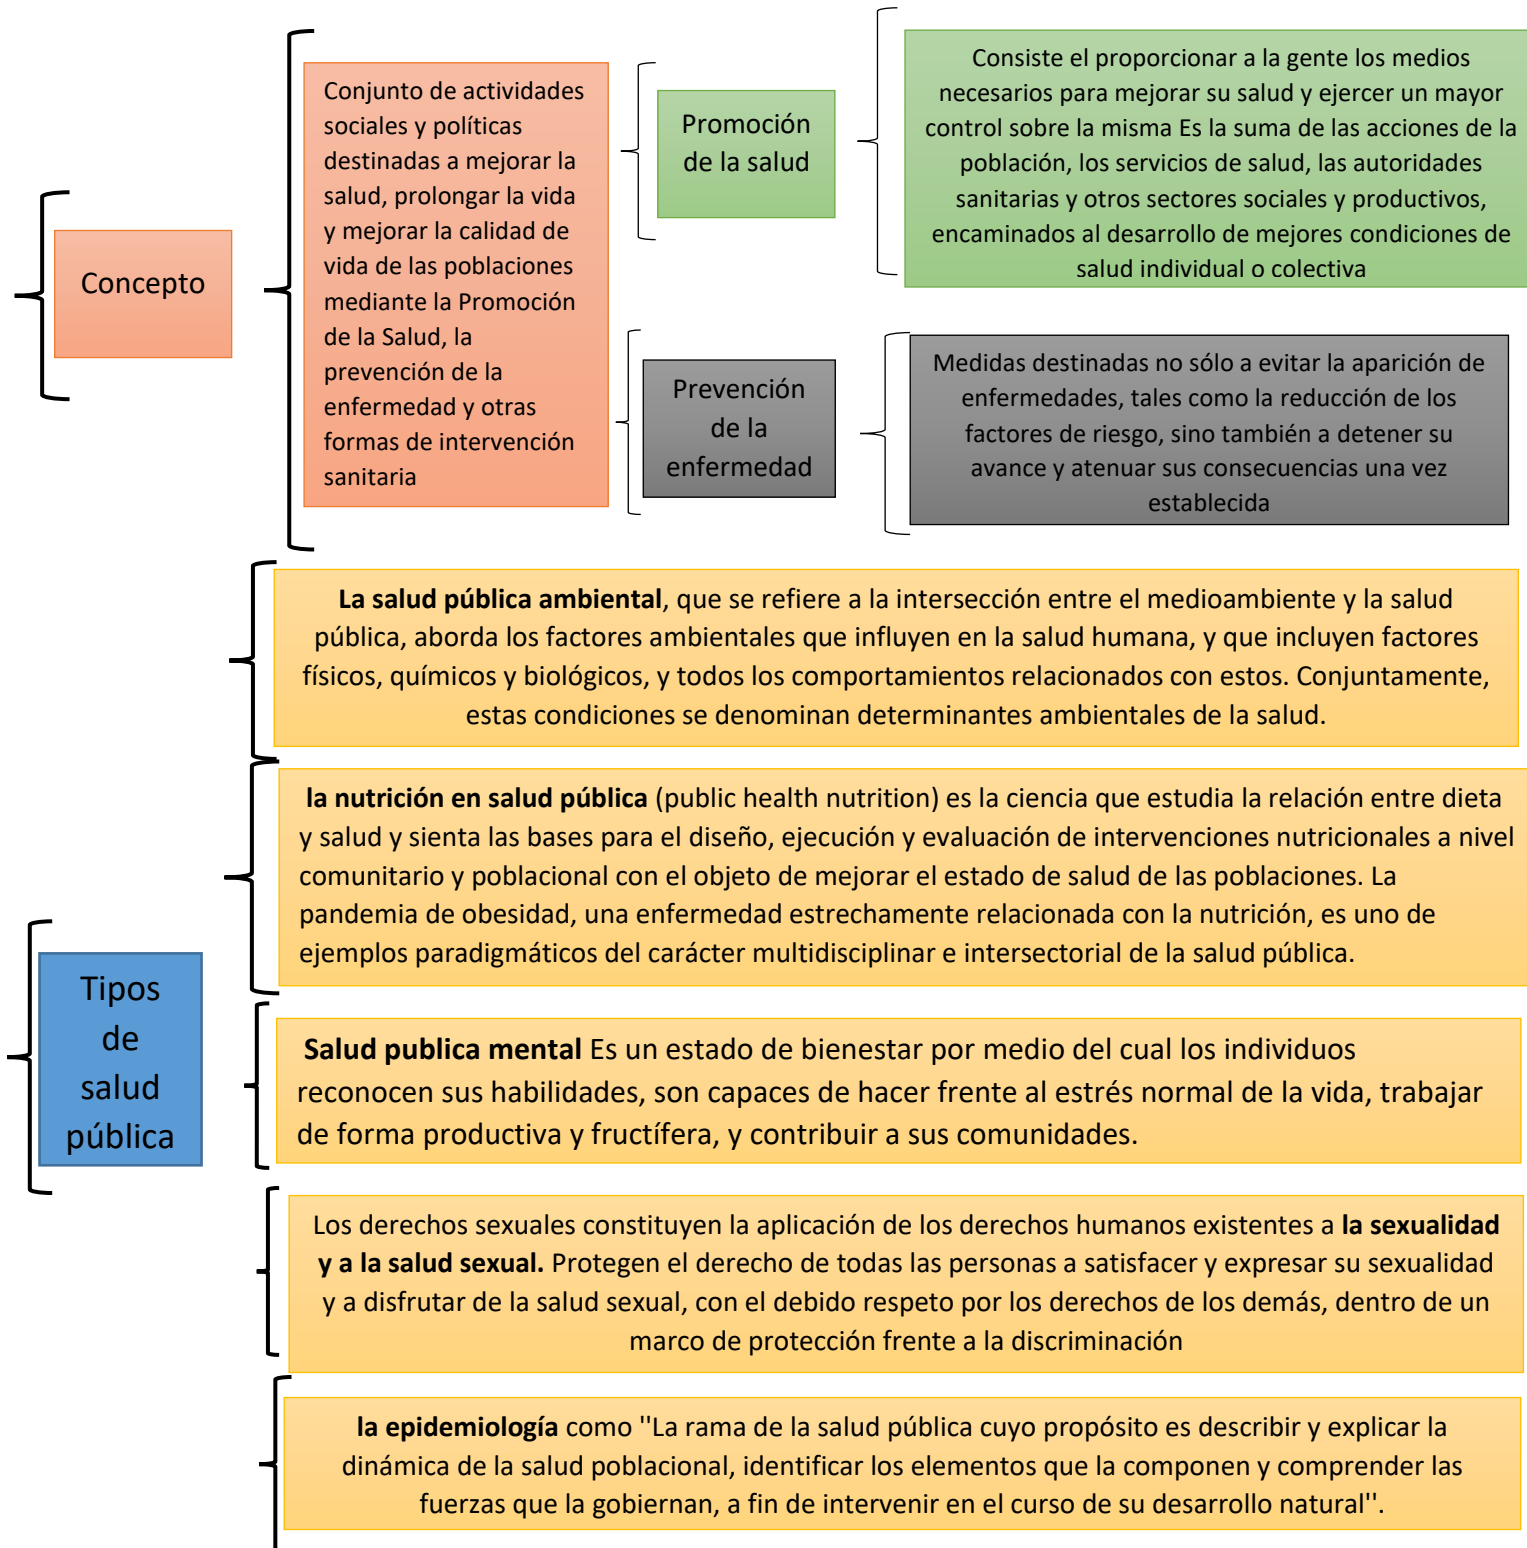 Concepto
Conjunto de actividades
sociales y políticas
destinadas a mejorar la
salud, prolongar la vida
y mejorar la calidad de
vida de las poblaciones
mediante la Promoción
de la Salud, la
prevención de la
enfermedad y otras
formas de intervención
sanitaria
Promoción
de la salud
Consiste el proporcionar a la gente los medios
necesarios para mejorar su salud y ejercer un mayor
control sobre la misma Es la suma de las acciones de la
población, los servicios de salud, las autoridades
sanitarias y otros sectores sociales y productivos,
encaminados al desarrollo de mejores condiciones de
salud individual o colectiva
Prevención
de la
enfermedad
Medidas destinadas no sólo a evitar la aparición de
enfermedades, tales como la reducción de los
factores de riesgo, sino también a detener su
avance y atenuar sus consecuencias una vez
establecida
Tipos
de
salud
pública
La salud pública ambiental, que se refiere a la intersección entre el medioambiente y la salud
pública, aborda los factores ambientales que influyen en la salud humana, y que incluyen factores
físicos, químicos y biológicos, y todos los comportamientos relacionados con estos. Conjuntamente,
estas condiciones se denominan determinantes ambientales de la salud.
la nutrición en salud pública (public health nutrition) es la ciencia que estudia la relación entre dieta
y salud y sienta las bases para el diseño, ejecución y evaluación de intervenciones nutricionales a nivel
comunitario y poblacional con el objeto de mejorar el estado de salud de las poblaciones. La
pandemia de obesidad, una enfermedad estrechamente relacionada con la nutrición, es uno de
ejemplos paradigmáticos del carácter multidisciplinar e intersectorial de la salud pública.
Salud publica mental Es un estado de bienestar por medio del cual los individuos
reconocen sus habilidades, son capaces de hacer frente al estrés normal de la vida, trabajar
de forma productiva y fructífera, y contribuir a sus comunidades.
Los derechos sexuales constituyen la aplicación de los derechos humanos existentes a la sexualidad
y a la salud sexual. Protegen el derecho de todas las personas a satisfacer y expresar su sexualidad
y a disfrutar de la salud sexual, con el debido respeto por los derechos de los demás, dentro de un
marco de protección frente a la discriminación
la epidemiología como ''La rama de la salud pública cuyo propósito es describir y explicar la
dinámica de la salud poblacional, identificar los elementos que la componen y comprender las
fuerzas que la gobiernan, a fin de intervenir en el curso de su desarrollo natural''.